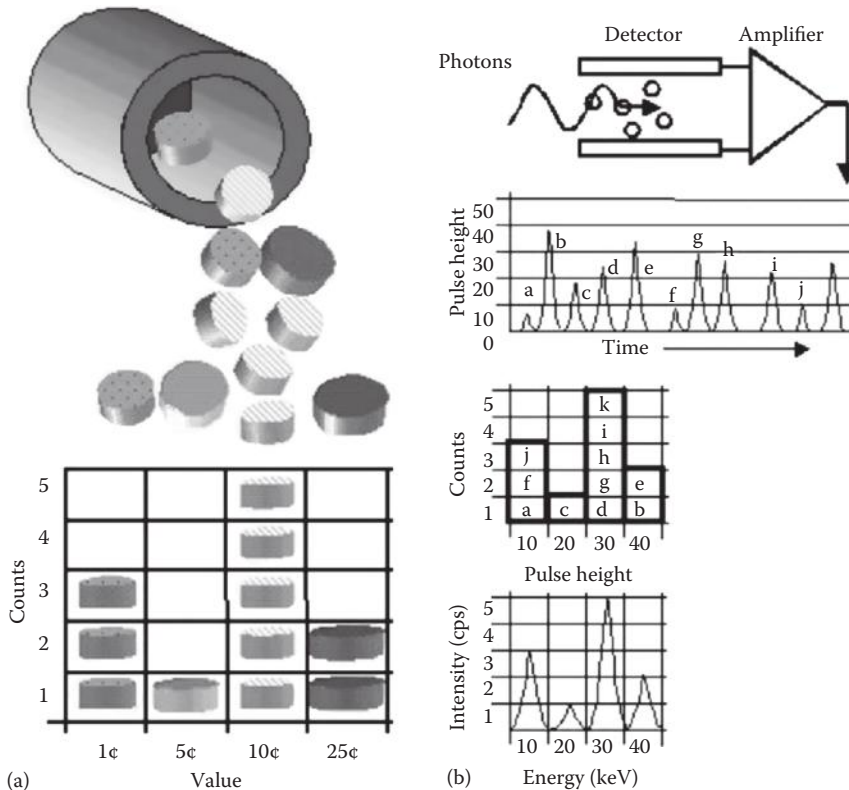 5
4
3
2
1
Counts
1¢ 5¢ 10¢ 25¢
Value
(a)
Detector Amplifier
Photons
50
40
30
20
10
0
Pulse height
a b c d e f g h i j
Time
5
4
3
2
1
Counts
k
i
j h
f g e
a c d b
10 20 30 40
Pulse height
5
4
3
2
1
Intensity (cps)
10 20 30 40
Energy (keV)
(b)